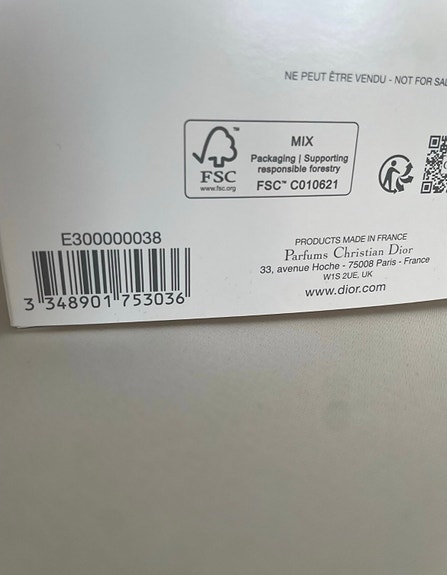 NE PEUT ÊTRE VENDU - NOT FOR
FSC™
www.fsc.org
MIX
Packaging | Supporting
responsible forestry
FSC™ C010621
E300000038
3 348901 753036
PRODUCTS MADE IN FRANCE
Parfums Christian Dior
33, avenue Hoche - 75008 Paris - France
W1S 2UE, UK
www.dior.com